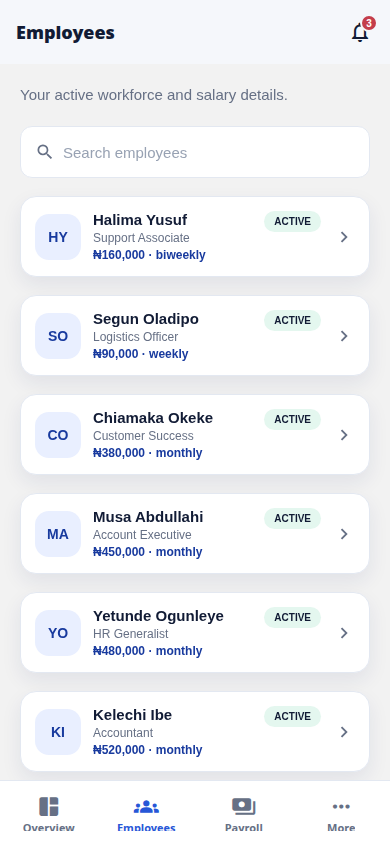 Employees
3
Your active workforce and salary details.
Search employees
HY
Halima Yusuf
ACTIVE
Support Associate
₦160,000 · biweekly
SO
Segun Oladipo
ACTIVE
Logistics Officer
₦90,000 · weekly
CO
Chiamaka Okeke
ACTIVE
Customer Success
₦380,000 · monthly
MA
Musa Abdullahi
ACTIVE
Account Executive
₦450,000 · monthly
YO
Yetunde Ogunleye
ACTIVE
HR Generalist
₦480,000 · monthly
KI
Kelechi Ibe
ACTIVE
Accountant
₦520,000 · monthly
Overview
Employees
Payroll
More